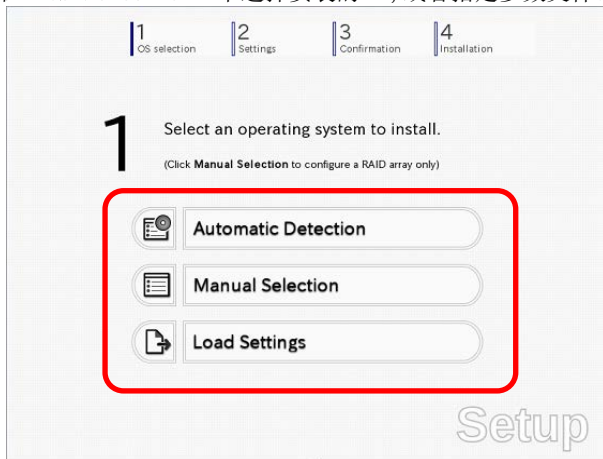 1 2 3 4
OS selection Settings Confirmation Installation
1 Select an operating system to install.
(Click Manual Selection to configure a RAID array only)
Automatic Detection
Manual Selection
Load Settings
Setup